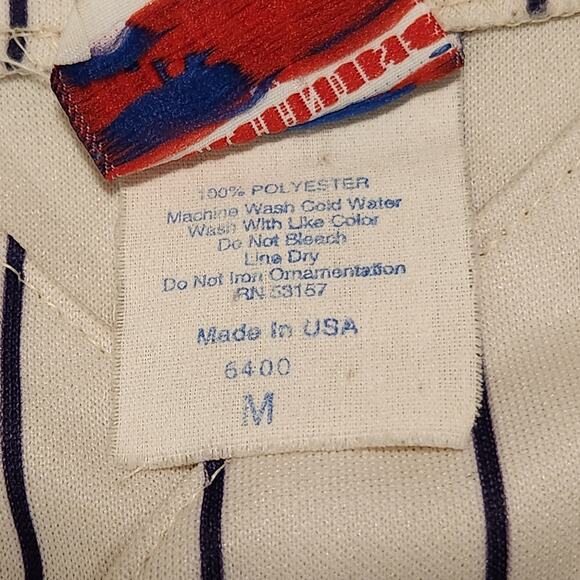 100% POLYESTER
Machine Wash Cold Water
Wash With Like Color
Do Not Bleach
Line Dry
Do Not Iron Ornamentation
RN 53157
Made In USA
6400
M